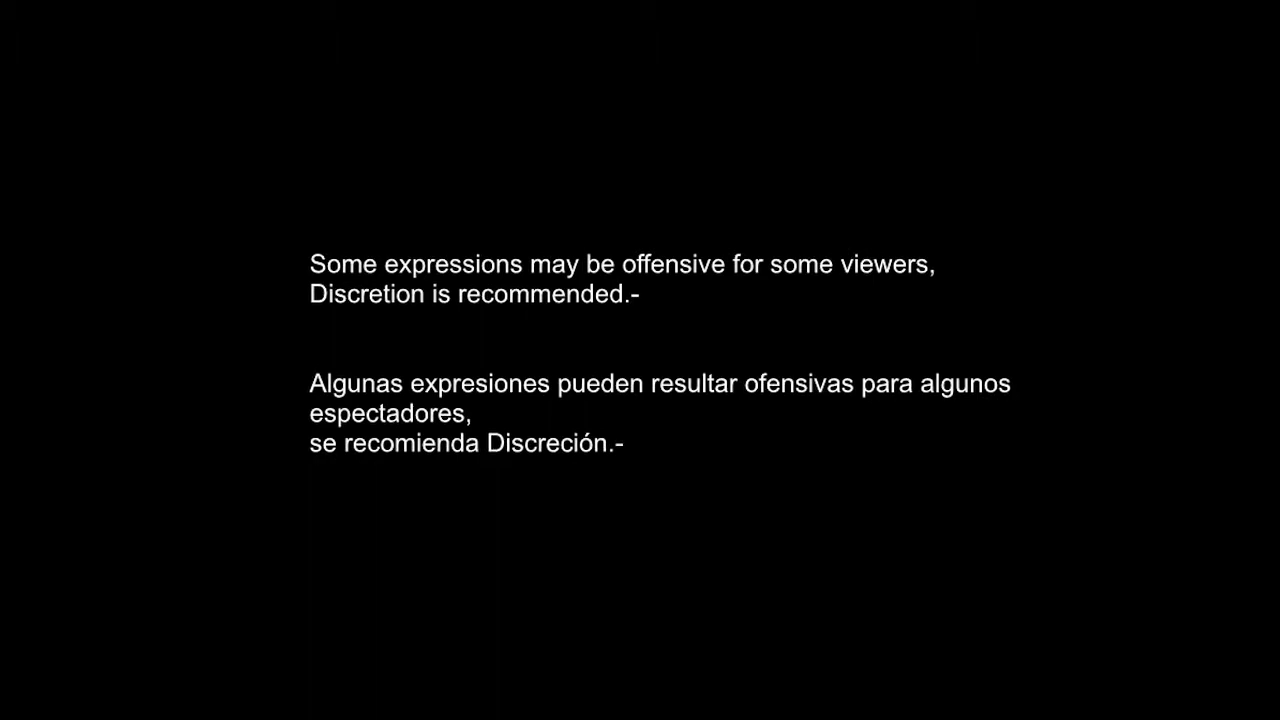 Some expressions may be offensive for some viewers,
Discretion is recommended.-
Algunas expresiones pueden resultar ofensivas para algunos
espectadores,
se recomienda Discreción.-